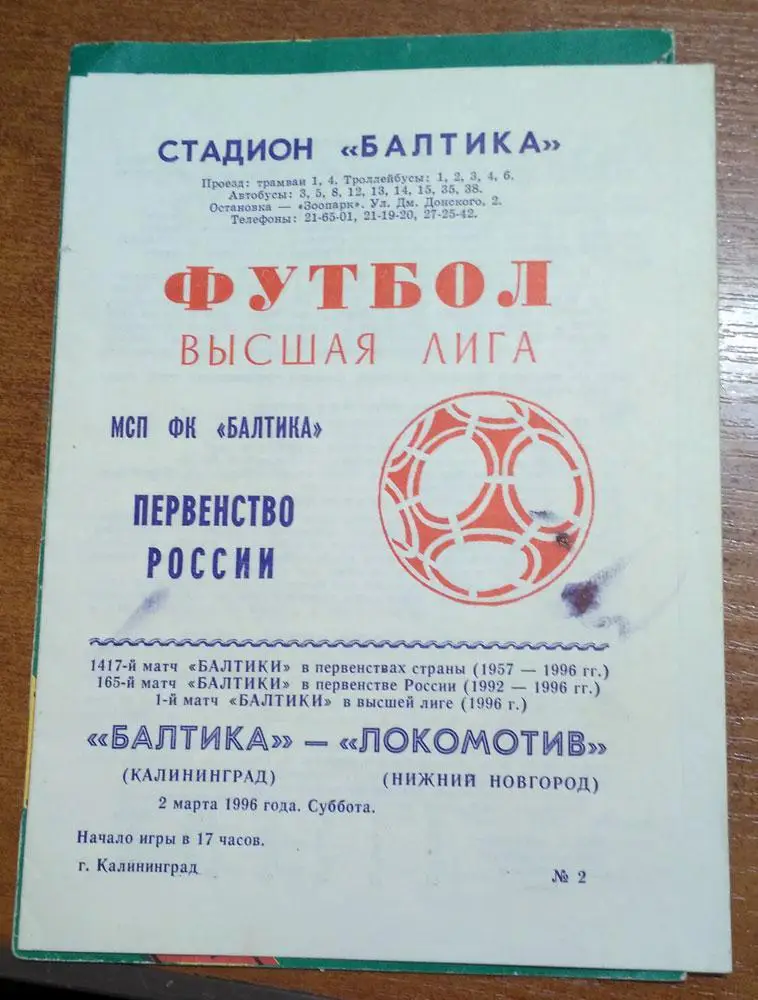 СТАДИОН «БАЛТИКА»
Проезд: трамваи 1, 4. Троллейбусы: 1, 2, 3, 4, 6.
Автобусы: 3, 5, 8, 12, 13, 14, 15, 35, 38.
Остановка — «Зоопарк». Ул. Дм. Донского, 2.
Телефоны: 21-65-01, 21-19-20, 27-25-42.
ФУТБОЛ
ВЫСШАЯ ЛИГА
МСП ФК «БАЛТИКА»
ПЕРВЕНСТВО
РОССИИ
1417-й матч «БАЛТИКИ» в первенствах страны (1957 — 1996 гг.)
165-й матч «БАЛТИКИ» в первенстве России (1992 — 1996 гг.)
1-й матч «БАЛТИКИ» в высшей лиге (1996 г.)
«БАЛТИКА» — «ЛОКОМОТИВ»
(КАЛИНИНГРАД) (НИЖНИЙ НОВГОРОД)
2 марта 1996 года. Суббота.
Начало игры в 17 часов.
г. Калининград № 2